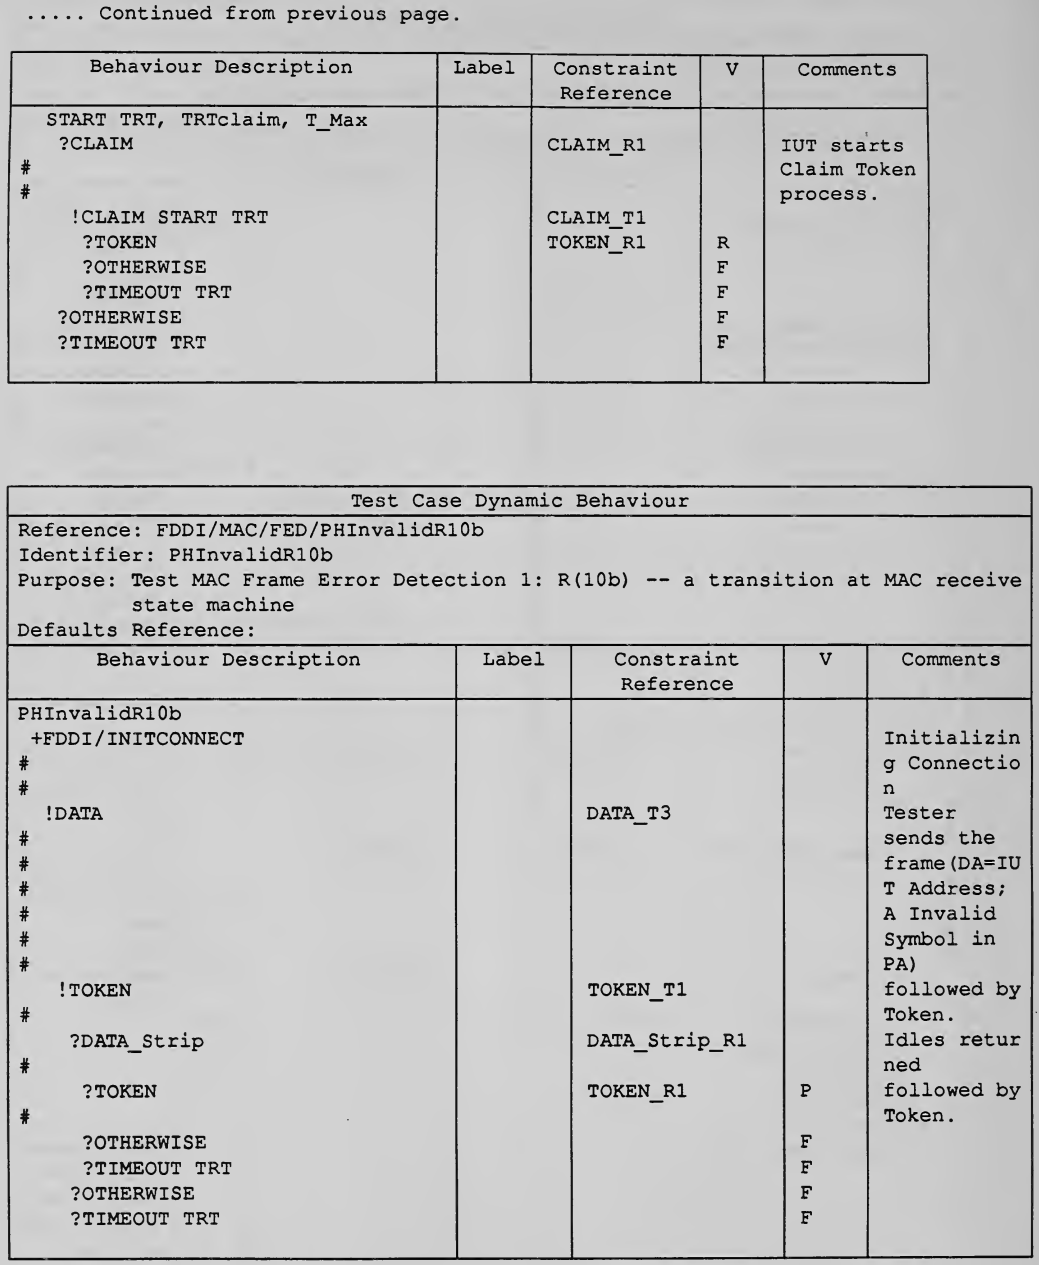 ..... Continued from previous page.
Behaviour Description | Label | Constraint Reference | V | Comments
START TRT, TRTclaim, T_Max
?CLAIM | CLAIM_R1 | IUT starts
# | Claim Token
# | process.
!CLAIM START TRT | CLAIM_T1
?TOKEN | TOKEN_R1 | R
?OTHERWISE | F
?TIMEOUT TRT | F
?OTHERWISE | F
?TIMEOUT TRT | F
Test Case Dynamic Behaviour
Reference: FDDI/MAC/FED/PHInvalidR10b
Identifier: PHInvalidR10b
Purpose: Test MAC Frame Error Detection 1: R(10b) -- a transition at MAC receive
state machine
Defaults Reference:
Behaviour Description | Label | Constraint Reference | V | Comments
PHInvalidR10b
+FDDI/INITCONNECT | Initializin
# | g Connectio
# | n
!DATA | DATA_T3 | Tester
# | sends the
# | frame(DA=IU
# | T Address;
# | A Invalid
# | Symbol in
# | PA)
!TOKEN | TOKEN_T1 | followed by
# | Token.
?DATA_Strip | DATA_Strip_R1 | Idles retur
# | ned
?TOKEN | TOKEN_R1 | P | followed by
# | Token.
?OTHERWISE | F
?TIMEOUT TRT | F
?OTHERWISE | F
?TIMEOUT TRT | F